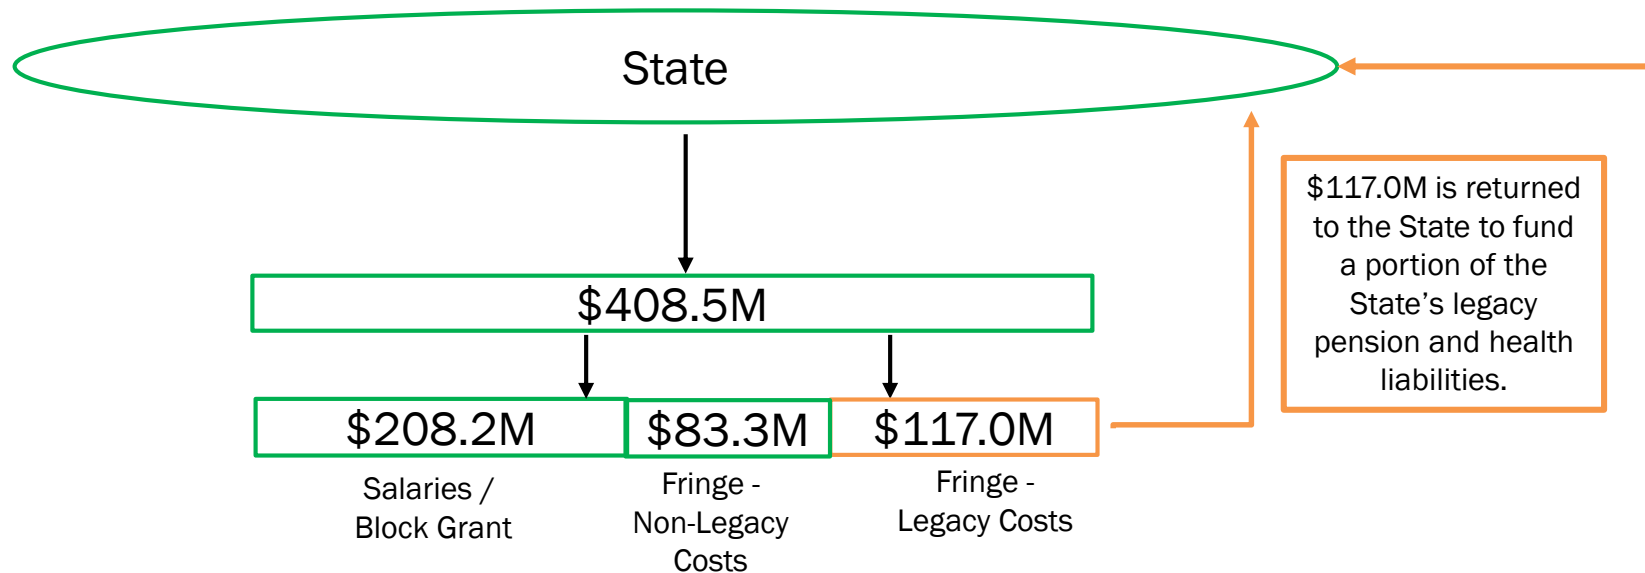 State
$117.0M is returned
to the State to fund
a portion of the
State’s legacy
pension and health
liabilities.
$408.5M
$208.2M
$83.3M
$117.0M
Salaries /
Block Grant
Fringe -
Non-Legacy
Costs
Fringe -
Legacy Costs